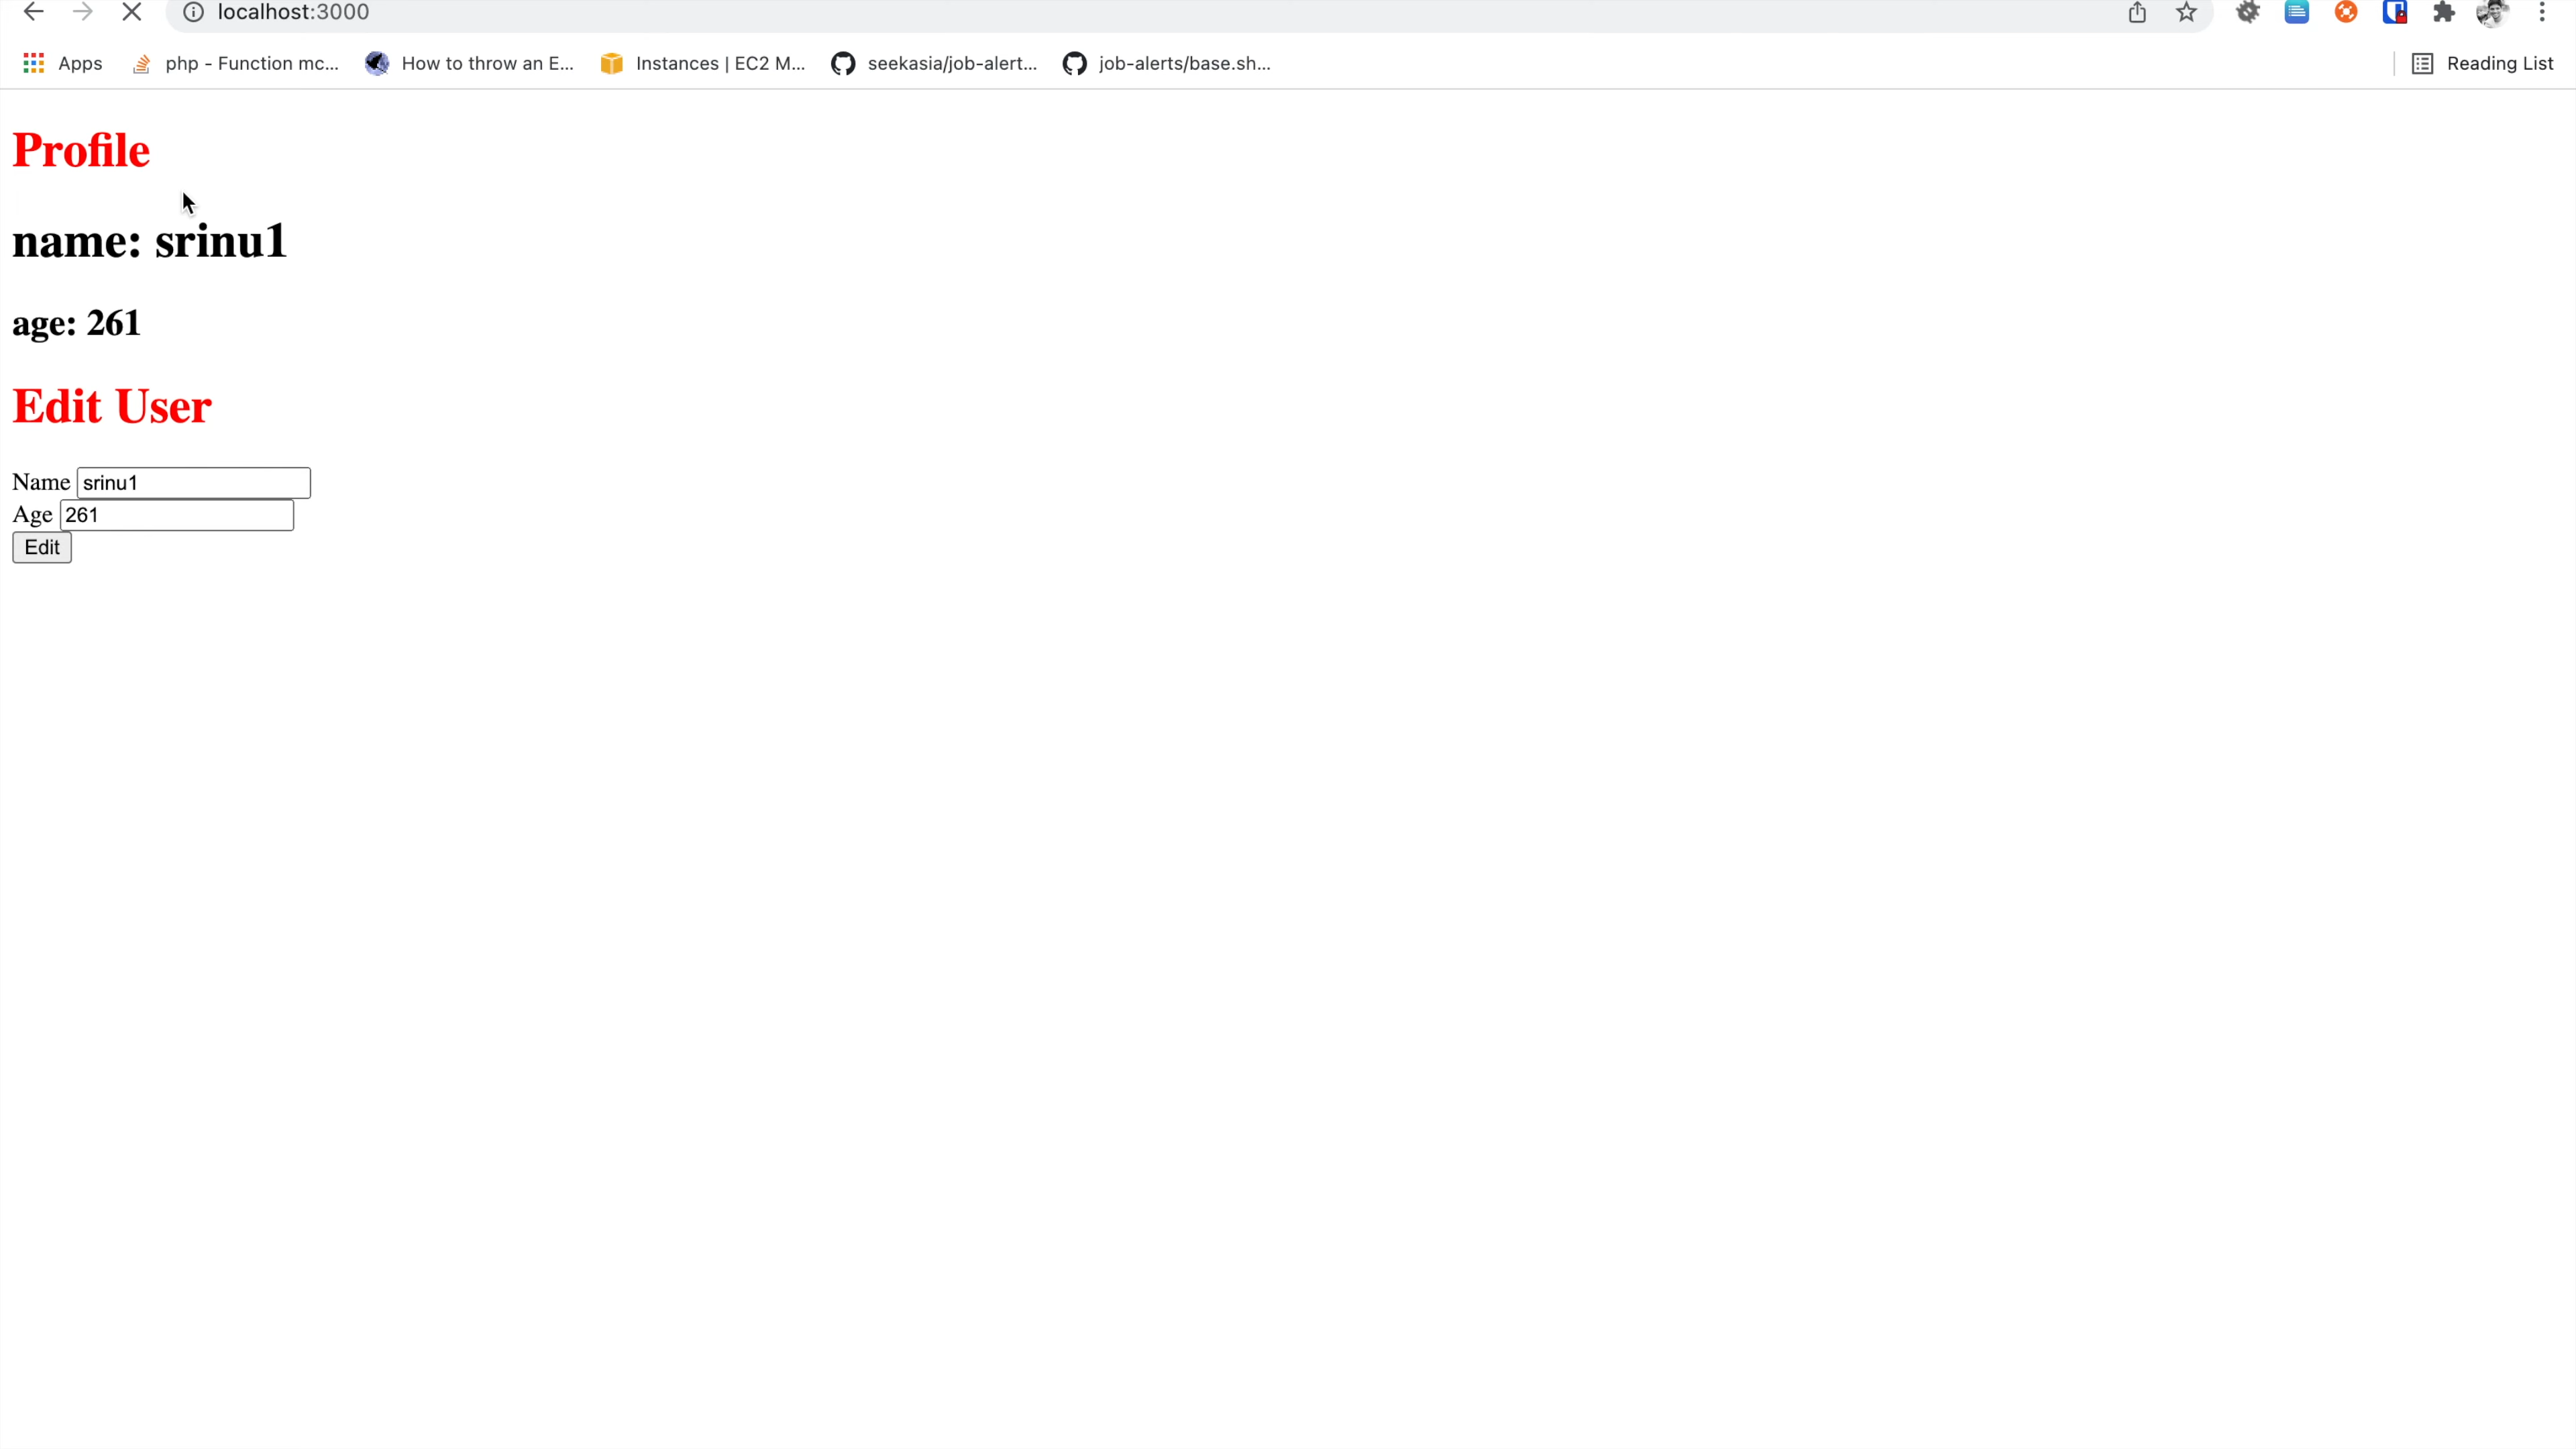 localhost:3000
Apps php - Function mc... How to throw an E... Instances | EC2 M... seekasia/job-alert... job-alerts/base.sh... Reading List
Profile
name: srinu1
age: 261
Edit User
Name srinu1
Age 261
Edit